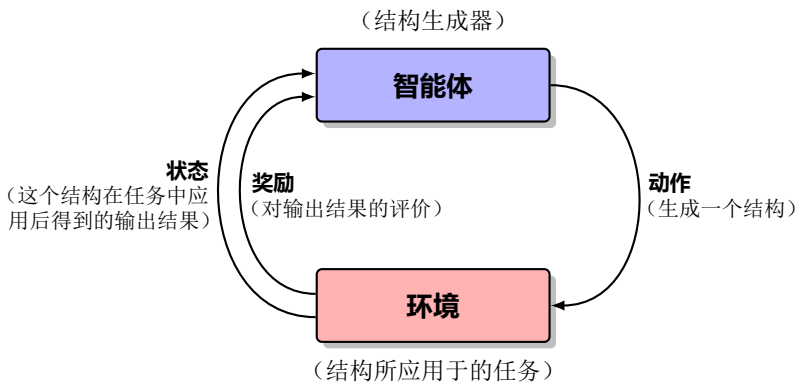 （结构生成器）
智能体
状态
（这个结构在任务中应
用后得到的输出结果）
奖励
（对输出结果的评价）
动作
（生成一个结构）
环境
（结构所应用于的任务）